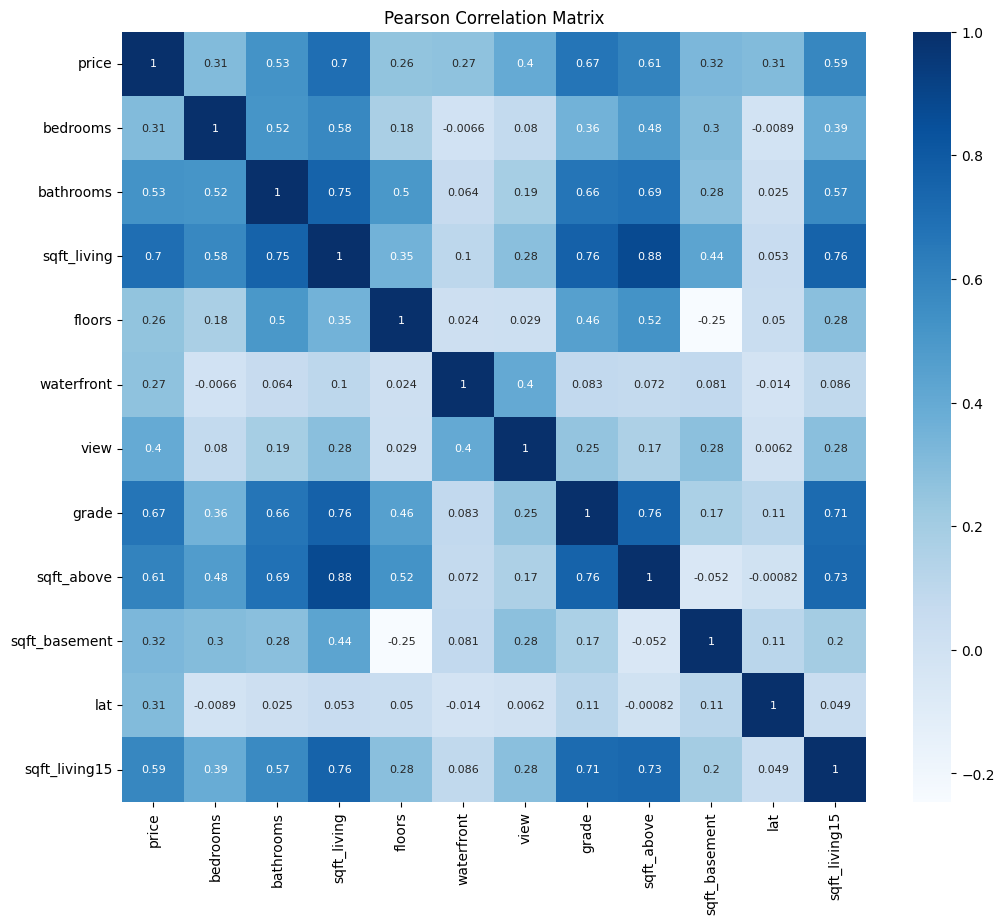 Pearson Correlation Matrix
price 1 0.31 0.53 0.7 0.26 0.27 0.4 0.67 0.61 0.32 0.31 0.59
bedrooms 0.31 1 0.52 0.58 0.18 -0.0066 0.08 0.36 0.48 0.3 -0.0089 0.39
bathrooms 0.53 0.52 1 0.75 0.5 0.064 0.19 0.66 0.69 0.28 0.025 0.57
sqft_living 0.7 0.58 0.75 1 0.35 0.1 0.28 0.76 0.88 0.44 0.053 0.76
floors 0.26 0.18 0.5 0.35 1 0.024 0.029 0.46 0.52 -0.25 0.05 0.28
waterfront 0.27 -0.0066 0.064 0.1 0.024 1 0.4 0.083 0.072 0.081 -0.014 0.086
view 0.4 0.08 0.19 0.28 0.029 0.4 1 0.25 0.17 0.28 0.0062 0.28
grade 0.67 0.36 0.66 0.76 0.46 0.083 0.25 1 0.76 0.17 0.11 0.71
sqft_above 0.61 0.48 0.69 0.88 0.52 0.072 0.17 0.76 1 -0.052 -0.00082 0.73
sqft_basement 0.32 0.3 0.28 0.44 -0.25 0.081 0.28 0.17 -0.052 1 0.11 0.2
lat 0.31 -0.0089 0.025 0.053 0.05 -0.014 0.0062 0.11 -0.00082 0.11 1 0.049
sqft_living15 0.59 0.39 0.57 0.76 0.28 0.086 0.28 0.71 0.73 0.2 0.049 1
price bedrooms bathrooms sqft_living floors waterfront view grade sqft_above sqft_basement lat sqft_living15
1.0
0.8
0.6
0.4
0.2
0.0
−0.2